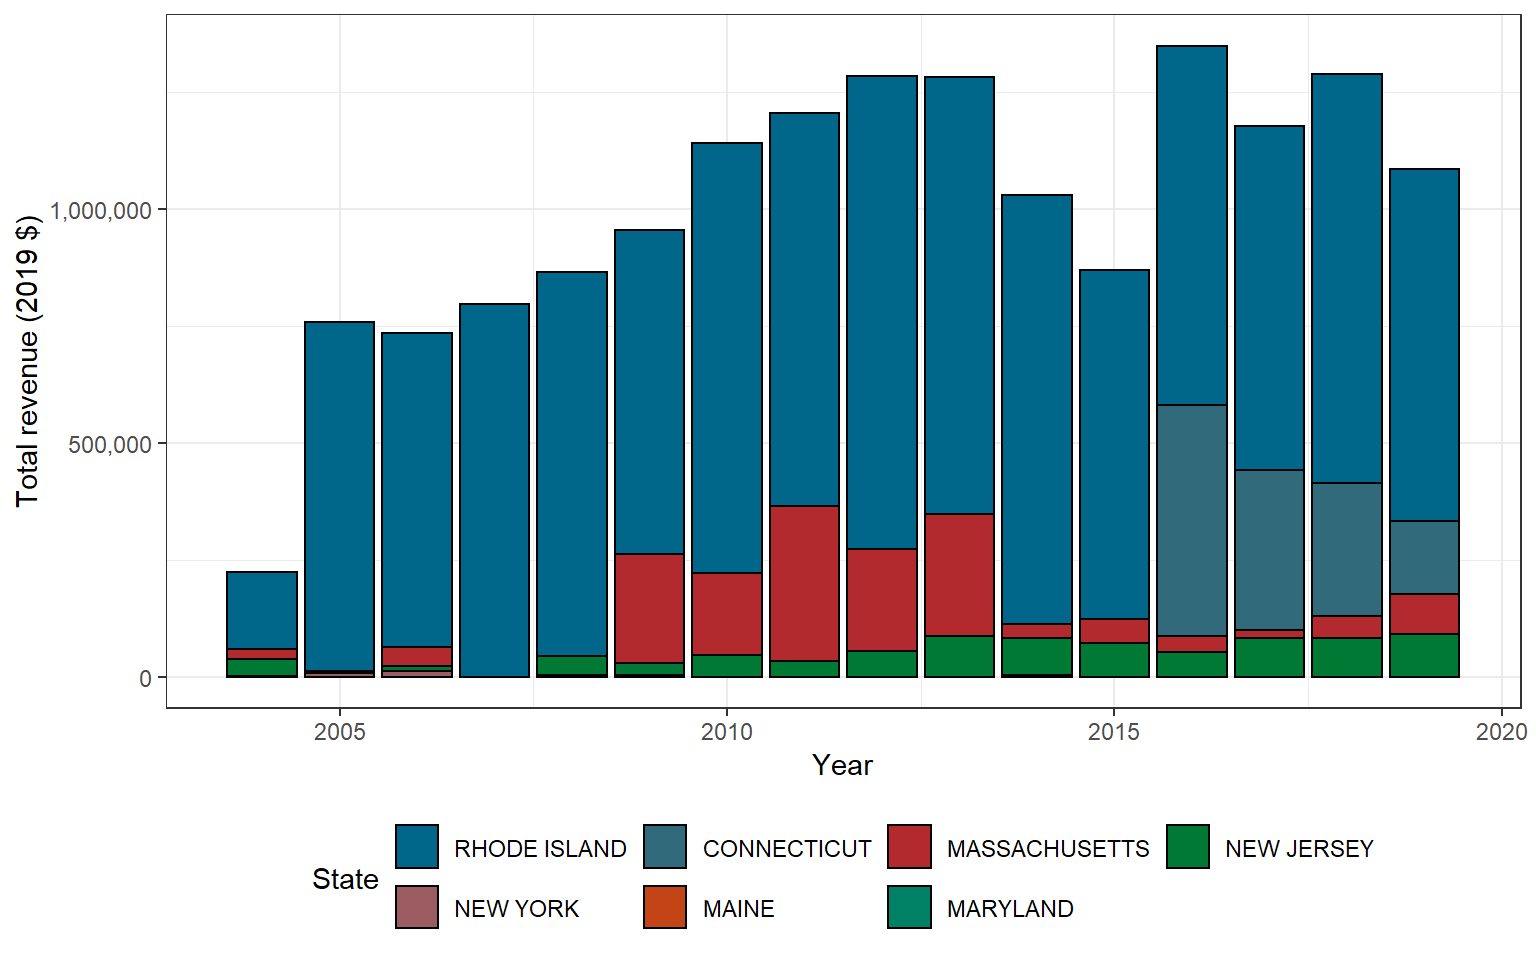 Total revenue (2019 $)
1,000,000
500,000
0
2005 2010 2015 2020
Year
State
RHODE ISLAND CONNECTICUT MASSACHUSETTS NEW JERSEY
NEW YORK MAINE MARYLAND